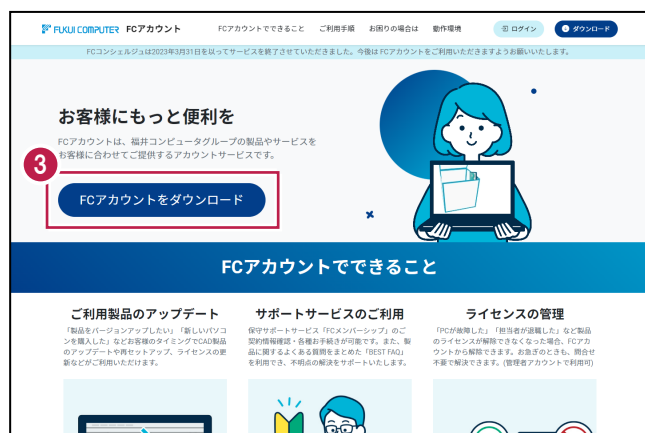 FUKUI COMPUTER FCアカウント FCアカウントでできること ご利用手順 お困りの場合は 動作環境 ログイン ダウンロード
FCコンシェルジュは2023年3月31日を以ってサービスを終了させていただきました。今後はFCアカウントをご利用いただきますようお願いいたします。
お客様にもっと便利を
FCアカウントは、福井コンピュータグループの製品やサービスを
お客様に合わせてご提供するアカウントサービスです。
3
FCアカウントをダウンロード
FCアカウントでできること
ご利用製品のアップデート
「製品をバージョンアップしたい」「新しいパソコ
ンを購入した」などお客様のタイミングでCAD製品
のアップデートや再セットアップ、ライセンスの更
新などがご利用いただけます。
サポートサービスのご利用
保守サポートサービス「FCメンバーシップ」のご
契約情報確認・各種お手続きが可能です。また、製
品に関するよくある質問をまとめた「BEST FAQ」
を利用でき、不明点の解決をサポートいたします。
ライセンスの管理
「PCが故障した」「担当者が退職した」など製品
のライセンスが解除できなくなった場合、FCアカ
ウントから解除できます。お急ぎのときも、問合せ
不要で解決できます。(管理者アカウントで利用可)